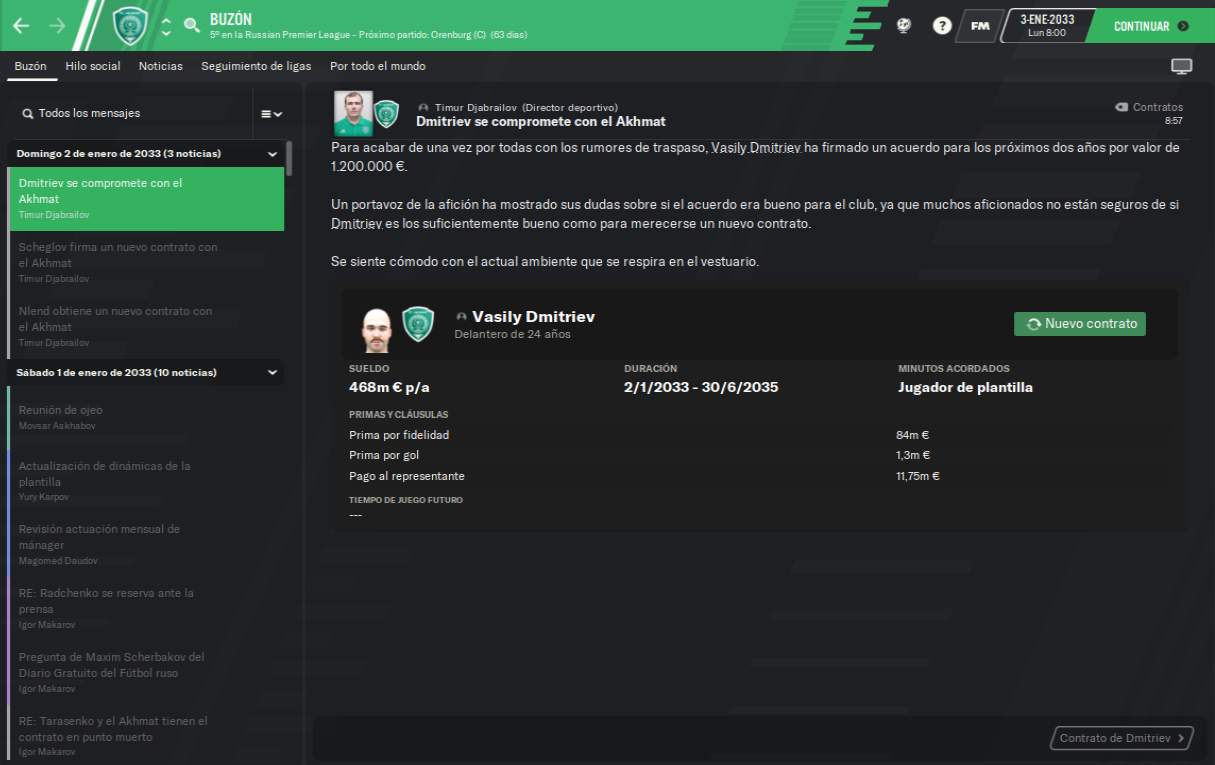 BUZÓN
5º en la Russian Premier League - Próximo partido: Orenburg (C) (63 días)
?
FM
3-ENE-2033
Lun 8:00
CONTINUAR
Buzón Hilo social Noticias Seguimiento de ligas Por todo el mundo
Todos los mensajes
Domingo 2 de enero de 2033 (3 noticias)
Dmitriev se compromete con el
Akhmat
Timur Djabrailov
Scheglov firma un nuevo contrato con
el Akhmat
Timur Djabrailov
Nlend obtiene un nuevo contrato con
el Akhmat
Timur Djabrailov
Sábado 1 de enero de 2033 (10 noticias)
Reunión de ojeo
Movsar Askhabov
Actualización de dinámicas de la
plantilla
Yury Karpov
Revisión actuación mensual de
mánager
Magomed Daudov
RE: Radchenko se reserva ante la
prensa
Igor Makarov
Pregunta de Maxim Scherbakov del
Diario Gratuito del Fútbol ruso
Igor Makarov
RE: Tarasenko y el Akhmat tienen el
contrato en punto muerto
Igor Makarov
Timur Djabrailov (Director deportivo)
Dmitriev se compromete con el Akhmat
Contratos
8:57
Para acabar de una vez por todas con los rumores de traspaso, Vasily Dmitriev ha firmado un acuerdo para los próximos dos años por valor de
1.200.000 €.
Un portavoz de la afición ha mostrado sus dudas sobre si el acuerdo era bueno para el club, ya que muchos aficionados no están seguros de si
Dmitriev es los suficientemente bueno como para merecerse un nuevo contrato.
Se siente cómodo con el actual ambiente que se respira en el vestuario.
Vasily Dmitriev
Delantero de 24 años
Nuevo contrato
SUELDO DURACIÓN MINUTOS ACORDADOS
468m € p/a 2/1/2033 - 30/6/2035 Jugador de plantilla
PRIMAS Y CLÁUSULAS
Prima por fidelidad 84m €
Prima por gol 1,3m €
Pago al representante 11,75m €
TIEMPO DE JUEGO FUTURO
---
Contrato de Dmitriev